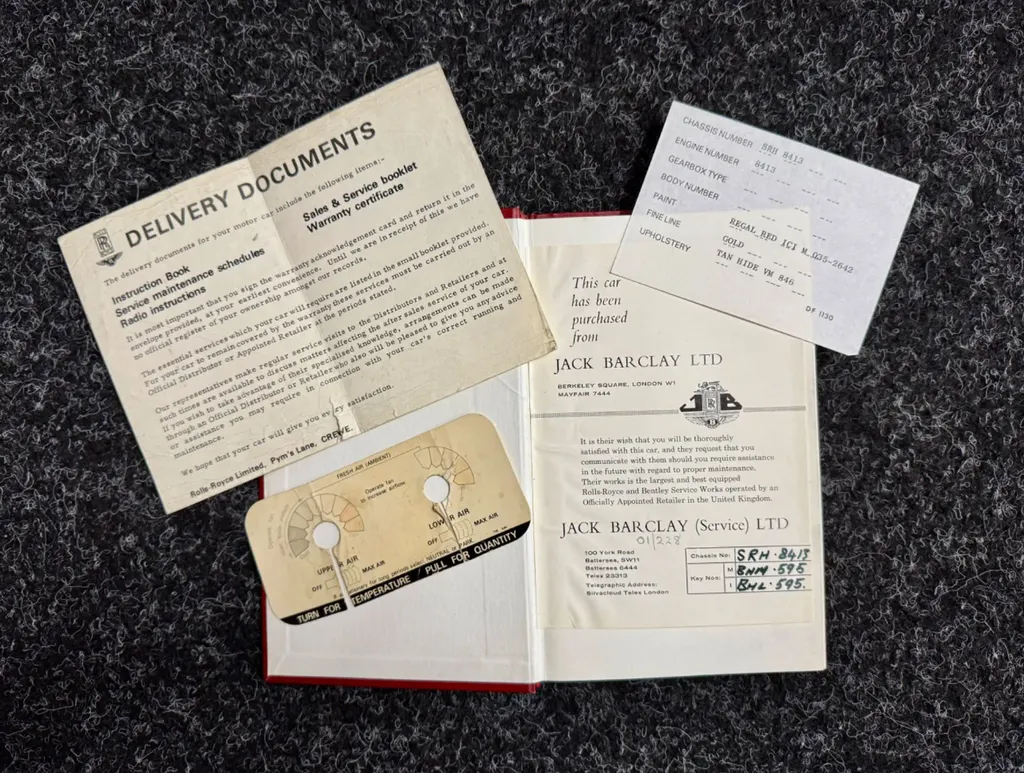 DELIVERY DOCUMENTS
The delivery documents for your motor car include the following items:-
Instruction Book
Service maintenance schedules
Radio instructions
Sales & Service booklet
Warranty certificate
It is most important that you sign the warranty acknowledgement card and return it in the
envelope provided, at your earliest convenience. Until we are in receipt of this we have
no official register of your ownership amongst our records.
The essential services which your car will require are listed in the small booklet provided.
For your car to remain covered by the warranty these services must be carried out by an
Official Distributor or Appointed Retailer at the periods stated.
Our representatives make regular service visits to the Distributors and Retailers and at
such times are available to discuss matters affecting the after sales service of your car.
If you wish to take advantage of their specialised knowledge, arrangements can be made
through an Official Distributor or Retailer who also will be pleased to give you any advice
or assistance you may require in connection with your car's correct running and
maintenance.
We hope that your car will give you every satisfaction.
Rolls-Royce Limited, Pym's Lane, CREWE.
CHASSIS NUMBER SRH 8413
ENGINE NUMBER 8413
GEARBOX TYPE
BODY NUMBER
PAINT REGAL RED ICI M 035-2642
FINE LINE GOLD
UPHOLSTERY TAN HIDE VM 846
OF 1130
This car
has been
purchased
from
JACK BARCLAY LTD
BERKELEY SQUARE, LONDON W1
MAYFAIR 7444
J B
It is their wish that you will be thoroughly
satisfied with this car, and they request that you
communicate with them should you require assistance
in the future with regard to proper maintenance.
Their works is the largest and best equipped
Rolls-Royce and Bentley Service Works operated by an
Officially Appointed Retailer in the United Kingdom.
JACK BARCLAY (Service) LTD
01/228
100 York Road
Battersea, SW11
Battersea 6444
Telex 23313
Telegraphic Address:
Silvacloud Telex London
Chassis No: SRH·8413
Key Nos: M BNM·595
I BHL·595
FRESH AIR (AMBIENT)
Operate fan
to increase airflow
UPPER AIR
OFF MAX AIR
LOWER AIR
OFF MAX AIR
TURN FOR TEMPERATURE / PULL FOR QUANTITY